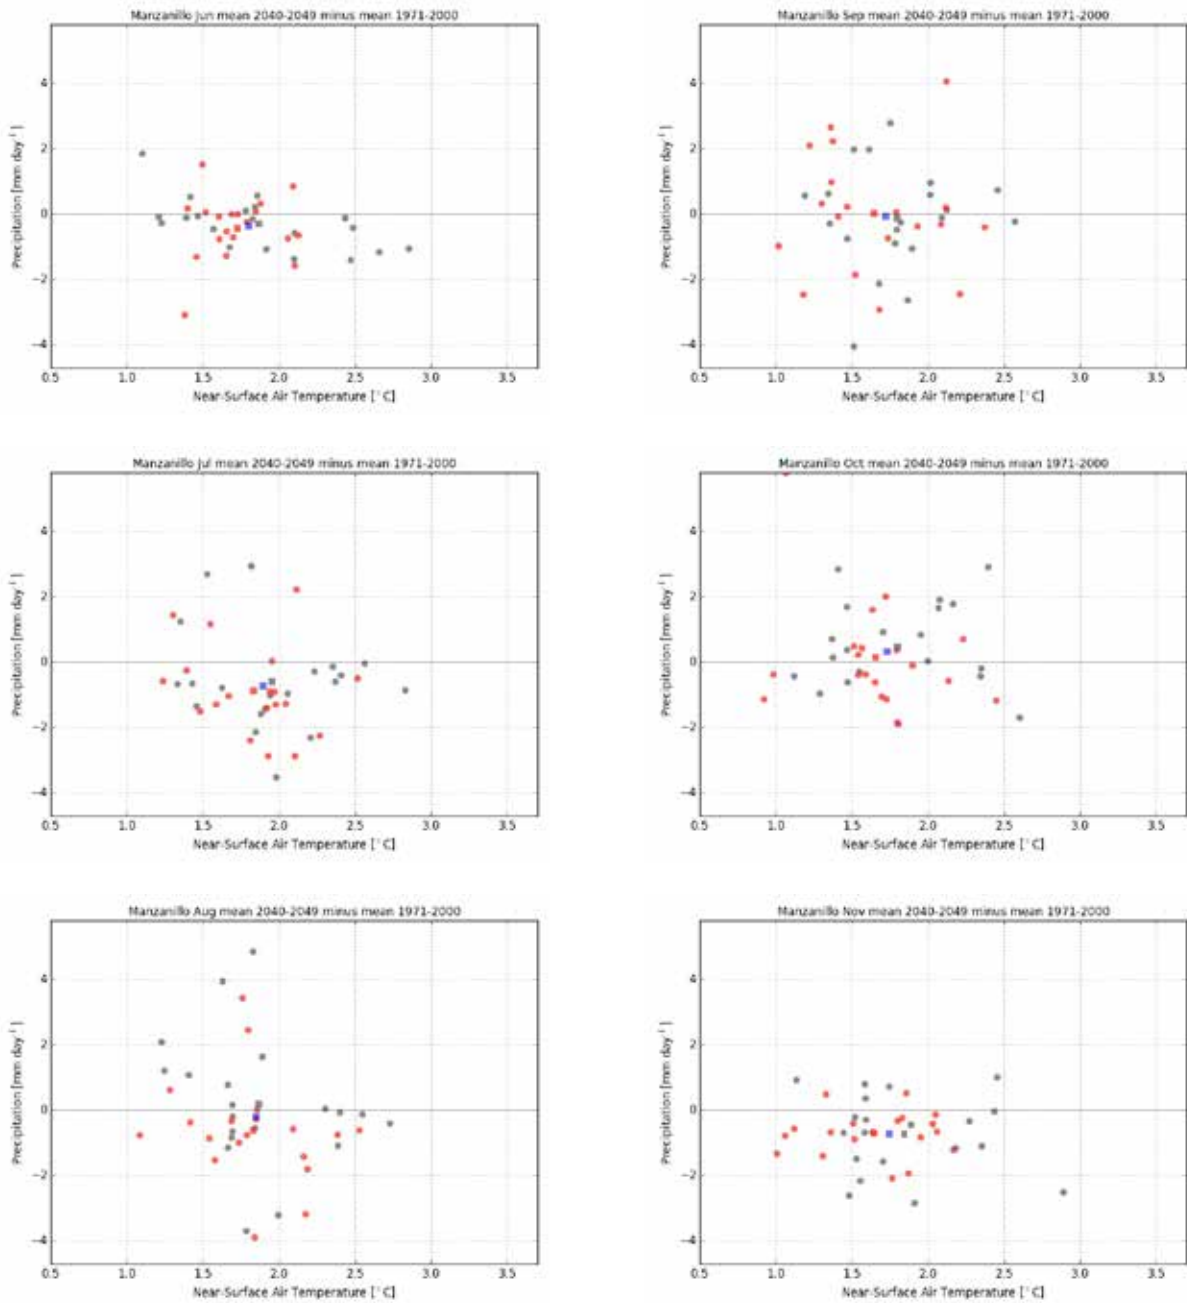 Manzanillo Jun mean 2040-2049 minus mean 1971-2000
4
2
0
−2
−4
Precipitation [mm day⁻¹]
0.5 1.0 1.5 2.0 2.5 3.0 3.5
Near-Surface Air Temperature [°C]
Manzanillo Sep mean 2040-2049 minus mean 1971-2000
4
2
0
−2
−4
Precipitation [mm day⁻¹]
0.5 1.0 1.5 2.0 2.5 3.0 3.5
Near-Surface Air Temperature [°C]
Manzanillo Jul mean 2040-2049 minus mean 1971-2000
4
2
0
−2
−4
Precipitation [mm day⁻¹]
0.5 1.0 1.5 2.0 2.5 3.0 3.5
Near-Surface Air Temperature [°C]
Manzanillo Oct mean 2040-2049 minus mean 1971-2000
4
2
0
−2
−4
Precipitation [mm day⁻¹]
0.5 1.0 1.5 2.0 2.5 3.0 3.5
Near-Surface Air Temperature [°C]
Manzanillo Aug mean 2040-2049 minus mean 1971-2000
4
2
0
−2
−4
Precipitation [mm day⁻¹]
0.5 1.0 1.5 2.0 2.5 3.0 3.5
Near-Surface Air Temperature [°C]
Manzanillo Nov mean 2040-2049 minus mean 1971-2000
4
2
0
−2
−4
Precipitation [mm day⁻¹]
0.5 1.0 1.5 2.0 2.5 3.0 3.5
Near-Surface Air Temperature [°C]